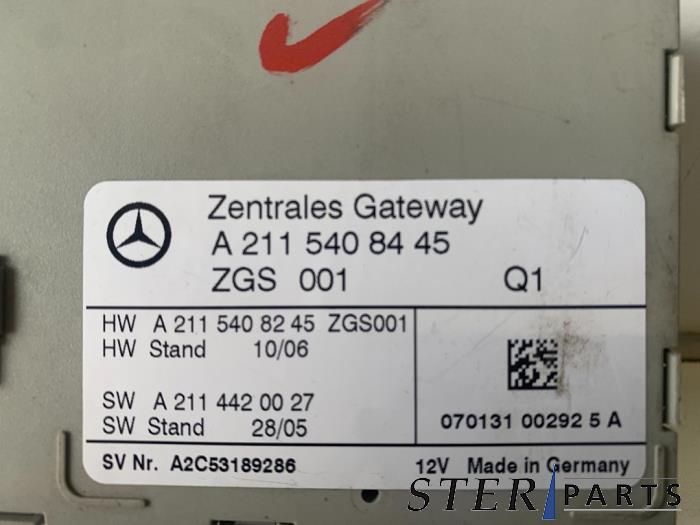 Zentrales Gateway
A 211 540 84 45
ZGS 001 Q1
HW A 211 540 82 45 ZGS001
HW Stand 10/06
SW A 211 442 00 27
SW Stand 28/05
070131 00292 5 A
SV Nr. A2C53189286 12V Made in Germany
STER PARTS